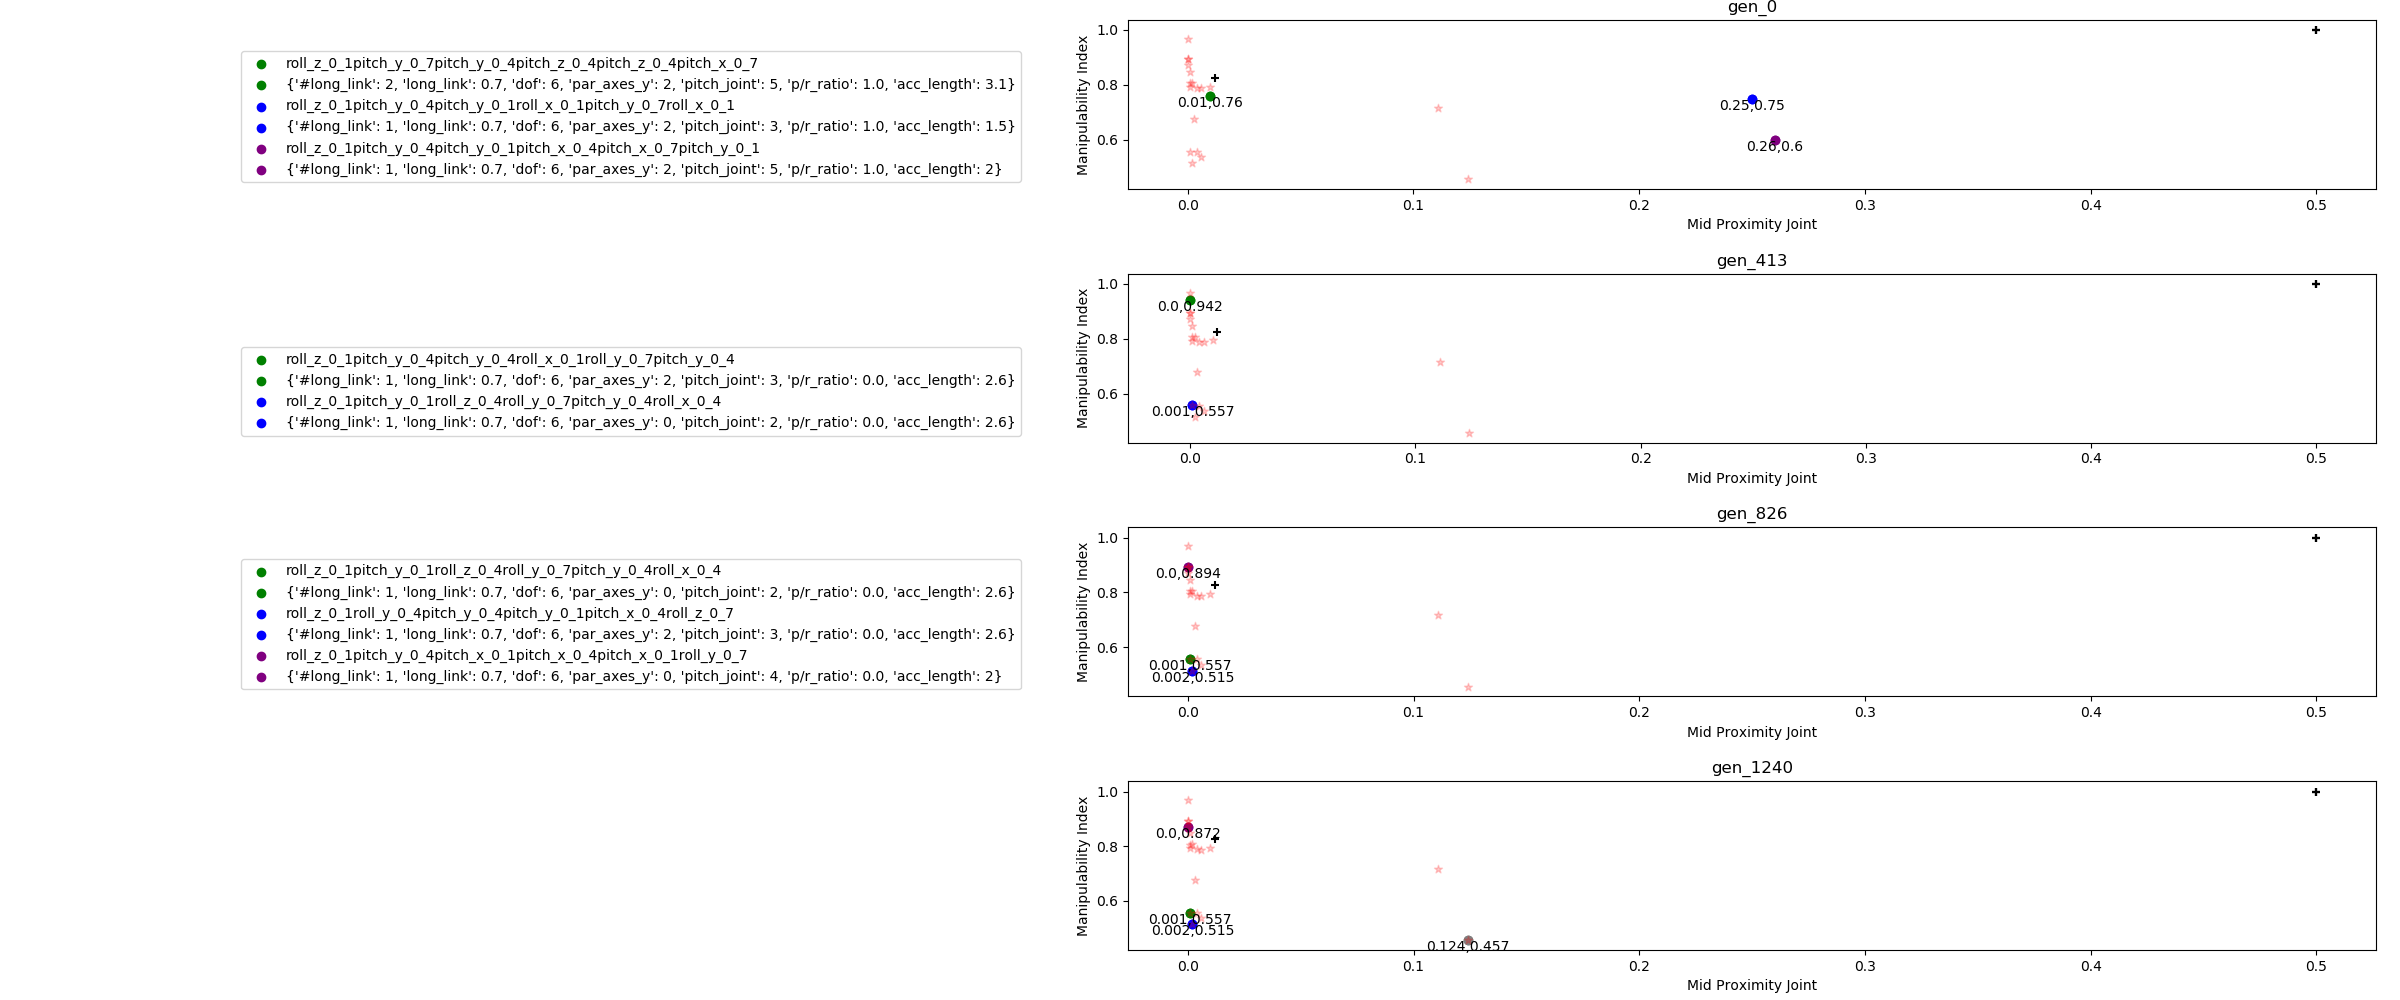 gen_0
roll_z_0_1pitch_y_0_7pitch_y_0_4pitch_z_0_4pitch_z_0_4pitch_x_0_7
{'#long_link': 2, 'long_link': 0.7, 'dof': 6, 'par_axes_y': 2, 'pitch_joint': 5, 'p/r_ratio': 1.0, 'acc_length': 3.1}
roll_z_0_1pitch_y_0_4pitch_y_0_1roll_x_0_1pitch_y_0_7roll_x_0_1
{'#long_link': 1, 'long_link': 0.7, 'dof': 6, 'par_axes_y': 2, 'pitch_joint': 3, 'p/r_ratio': 1.0, 'acc_length': 1.5}
roll_z_0_1pitch_y_0_4pitch_y_0_1pitch_x_0_4pitch_x_0_7pitch_y_0_1
{'#long_link': 1, 'long_link': 0.7, 'dof': 6, 'par_axes_y': 2, 'pitch_joint': 5, 'p/r_ratio': 1.0, 'acc_length': 2}
Manipulability Index
1.0
0.8
0.6
0.01,0.76
0.25,0.75
0.26,0.6
0.0 0.1 0.2 0.3 0.4 0.5
Mid Proximity Joint
gen_413
roll_z_0_1pitch_y_0_4pitch_y_0_4roll_x_0_1roll_y_0_7pitch_y_0_4
{'#long_link': 1, 'long_link': 0.7, 'dof': 6, 'par_axes_y': 2, 'pitch_joint': 3, 'p/r_ratio': 0.0, 'acc_length': 2.6}
roll_z_0_1pitch_y_0_1roll_z_0_4roll_y_0_7pitch_y_0_4roll_x_0_4
{'#long_link': 1, 'long_link': 0.7, 'dof': 6, 'par_axes_y': 0, 'pitch_joint': 2, 'p/r_ratio': 0.0, 'acc_length': 2.6}
Manipulability Index
1.0
0.8
0.6
0.0,0.942
0.001,0.557
0.0 0.1 0.2 0.3 0.4 0.5
Mid Proximity Joint
gen_826
roll_z_0_1pitch_y_0_1roll_z_0_4roll_y_0_7pitch_y_0_4roll_x_0_4
{'#long_link': 1, 'long_link': 0.7, 'dof': 6, 'par_axes_y': 0, 'pitch_joint': 2, 'p/r_ratio': 0.0, 'acc_length': 2.6}
roll_z_0_1roll_y_0_4pitch_y_0_4pitch_y_0_1pitch_x_0_4roll_z_0_7
{'#long_link': 1, 'long_link': 0.7, 'dof': 6, 'par_axes_y': 2, 'pitch_joint': 3, 'p/r_ratio': 0.0, 'acc_length': 2.6}
roll_z_0_1pitch_y_0_4pitch_x_0_1pitch_x_0_4pitch_x_0_1roll_y_0_7
{'#long_link': 1, 'long_link': 0.7, 'dof': 6, 'par_axes_y': 0, 'pitch_joint': 4, 'p/r_ratio': 0.0, 'acc_length': 2}
Manipulability Index
1.0
0.8
0.6
0.0,0.894
0.001,0.557
0.002,0.515
0.0 0.1 0.2 0.3 0.4 0.5
Mid Proximity Joint
gen_1240
Manipulability Index
1.0
0.8
0.6
0.0,0.872
0.001,0.557
0.002,0.515
0.124,0.457
0.0 0.1 0.2 0.3 0.4 0.5
Mid Proximity Joint